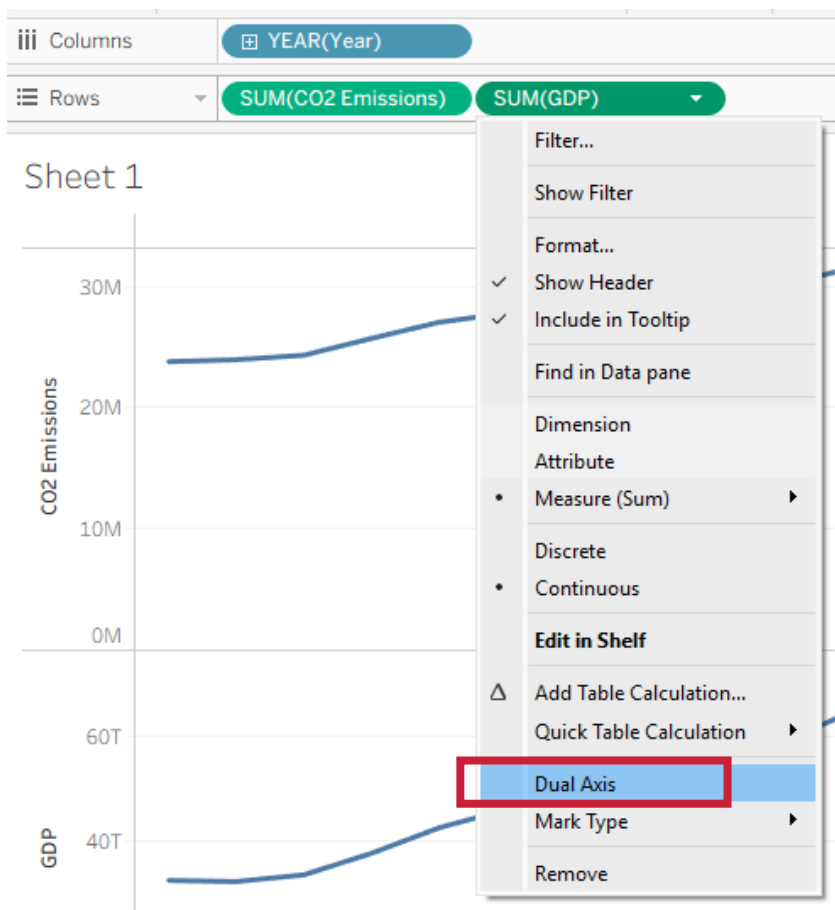 Columns
YEAR(Year)
Rows
SUM(CO2 Emissions)
SUM(GDP)
Sheet 1
30M
20M
10M
0M
CO2 Emissions
60T
40T
GDP
Filter...
Show Filter
Format...
Show Header
Include in Tooltip
Find in Data pane
Dimension
Attribute
Measure (Sum)
Discrete
Continuous
Edit in Shelf
Add Table Calculation...
Quick Table Calculation
Dual Axis
Mark Type
Remove